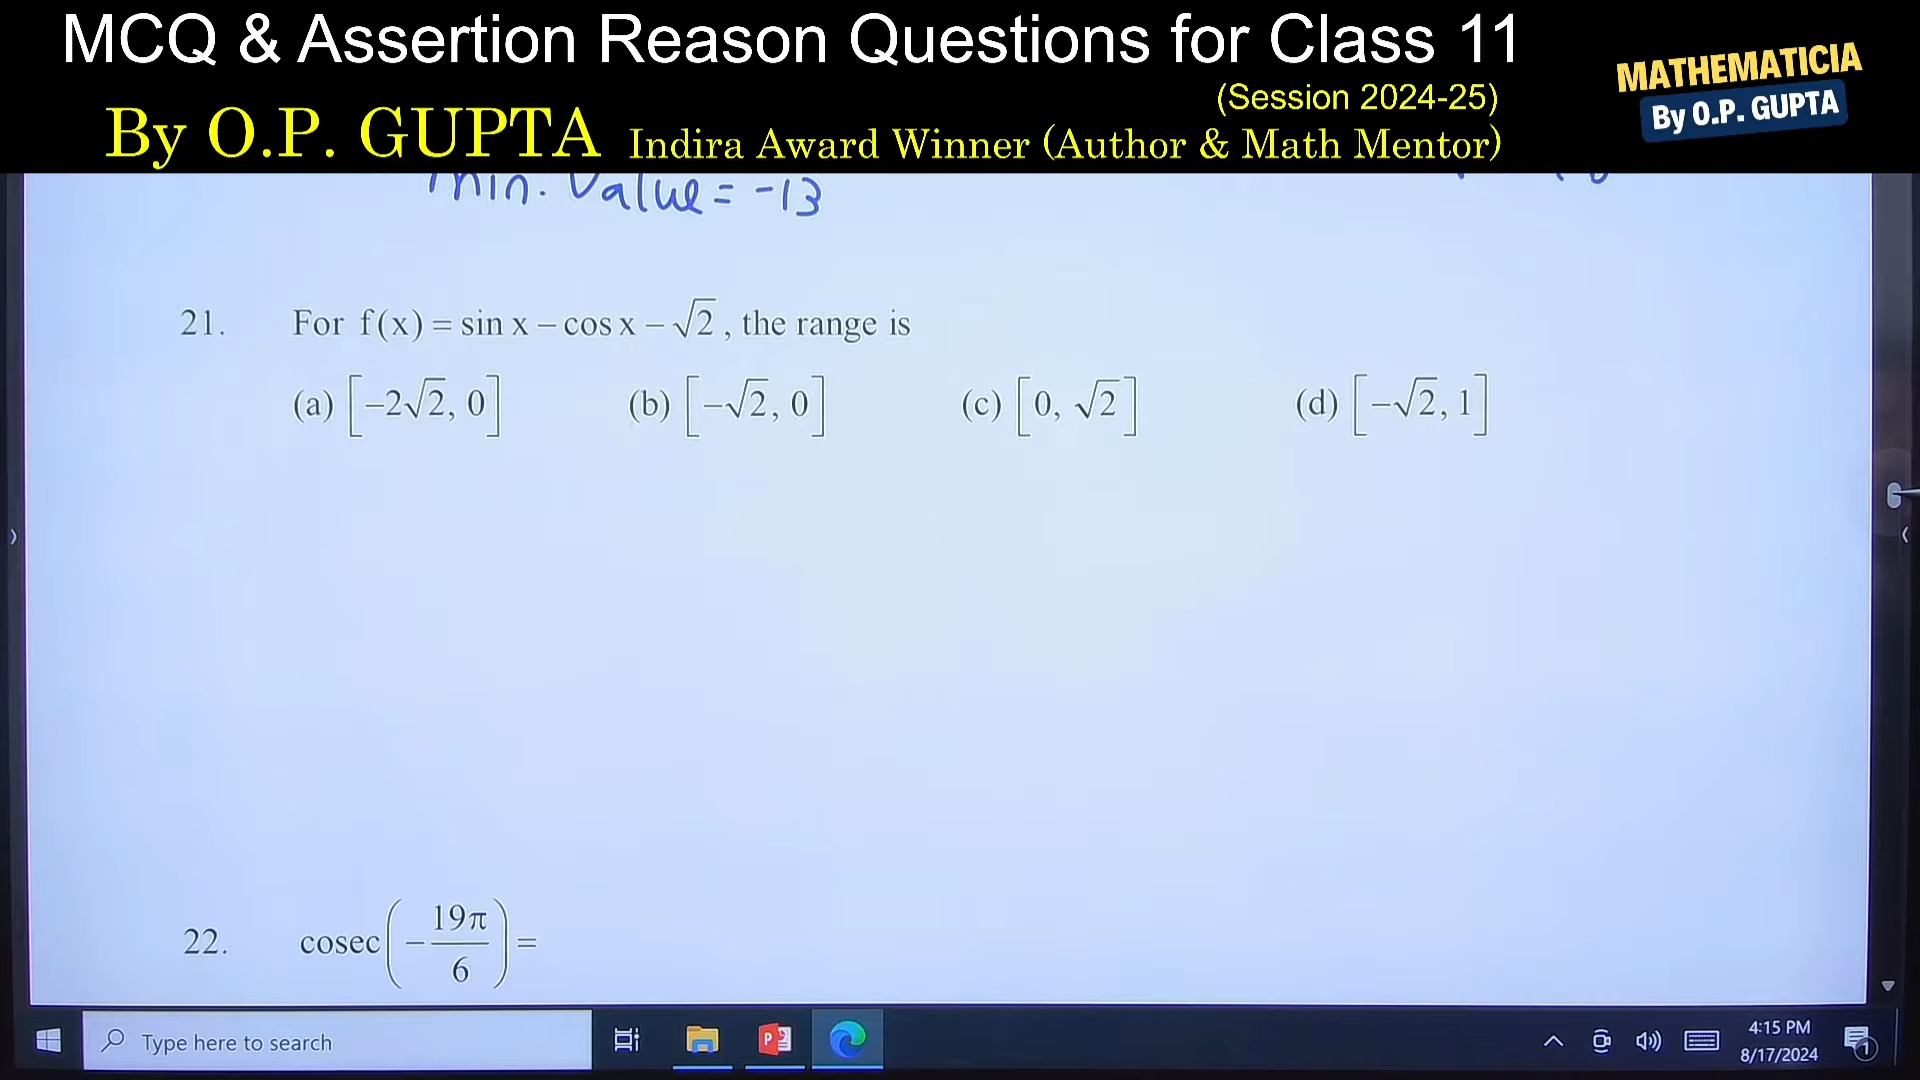 MCQ & Assertion Reason Questions for Class 11
(Session 2024-25)
By O.P. GUPTA Indira Award Winner (Author & Math Mentor)
MATHEMATICIA
By O.P. GUPTA
min. Value = -13
21. For f(x) = sin x – cos x – √2, the range is
(a) [–2√2, 0] (b) [–√2, 0] (c) [0, √2] (d) [–√2, 1]
22. cosec(–19π/6) =
Type here to search
4:15 PM
8/17/2024
1